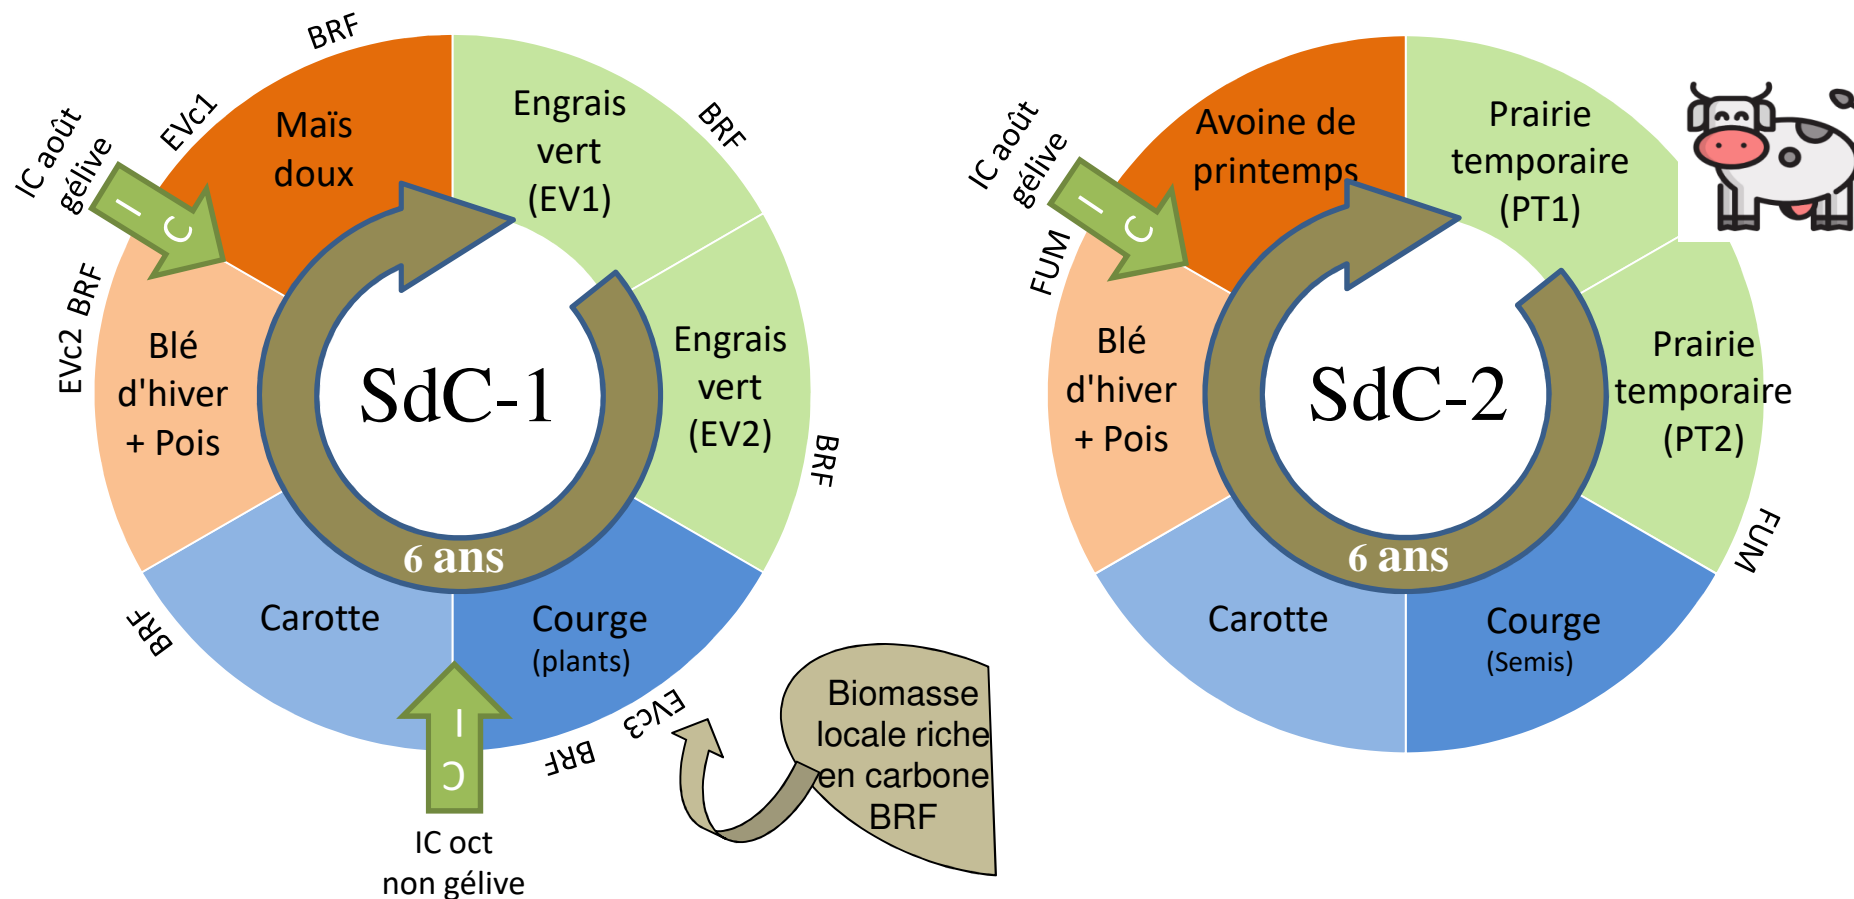 BRF
Maïs
doux
EVc1
IC août
gélive
I
C
Engrais
vert
(EV1)
BRF
Engrais
vert
(EV2)
BRF
Courge
(plants)
EVc3
BRF
I
C
IC oct
non gélive
Carotte
BRF
Blé
d'hiver
+ Pois
EVc2 BRF
SdC-1
6 ans
Biomasse
locale riche
en carbone
BRF
Avoine de
printemps
IC août
gélive
I
C
FUM
Prairie
temporaire
(PT1)
Prairie
temporaire
(PT2)
FUM
Courge
(Semis)
Carotte
Blé
d'hiver
+ Pois
SdC-2
6 ans